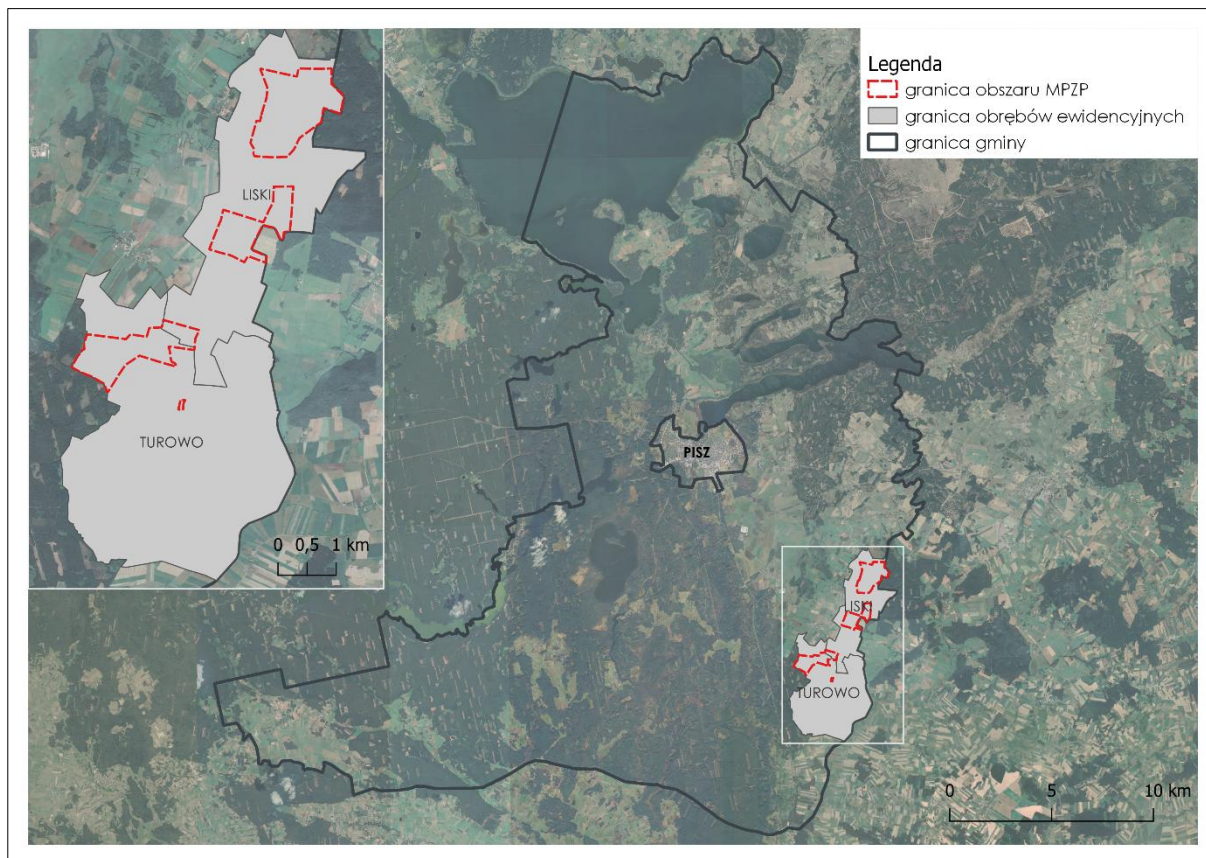 Legenda
granica obszaru MPZP
granica obrębów ewidencyjnych
granica gminy
LISKI
TUROWO
0 0,5 1 km
PISZ
ISKI
TUROWO
0 5 10 km